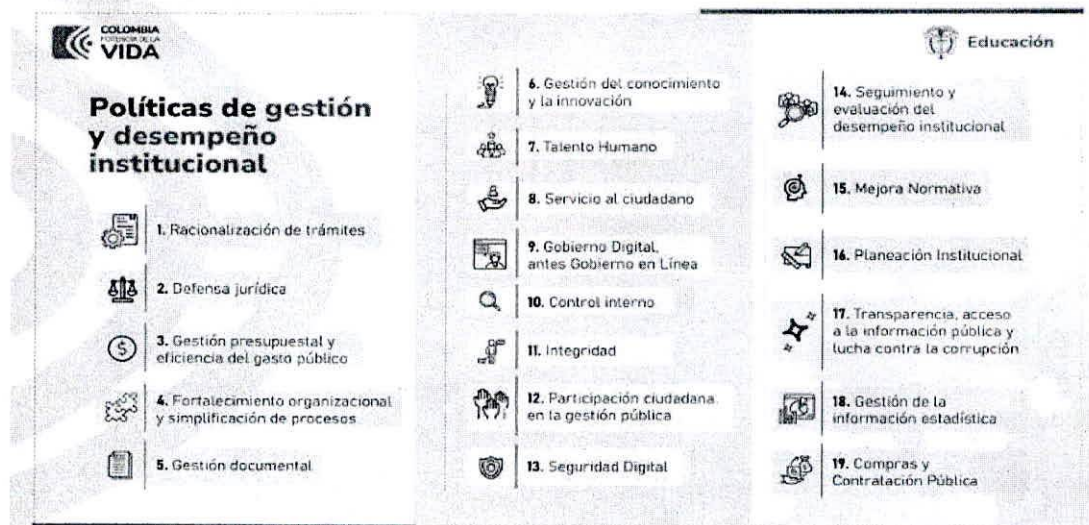 COLOMBIA
POTENCIA DE LA
VIDA
Educación
Políticas de gestión
y desempeño
institucional
1. Racionalización de trámites
2. Defensa jurídica
3. Gestión presupuestal y
eficiencia del gasto público
4. Fortalecimiento organizacional
y simplificación de procesos
5. Gestión documental
6. Gestión del conocimiento
y la innovación
7. Talento Humano
8. Servicio al ciudadano
9. Gobierno Digital,
antes Gobierno en Línea
10. Control interno
11. Integridad
12. Participación ciudadana
en la gestión pública
13. Seguridad Digital
14. Seguimiento y
evaluación del
desempeño institucional
15. Mejora Normativa
16. Planeación Institucional
17. Transparencia, acceso
a la información pública y
lucha contra la corrupción
18. Gestión de la
información estadística
19. Compras y
Contratación Pública